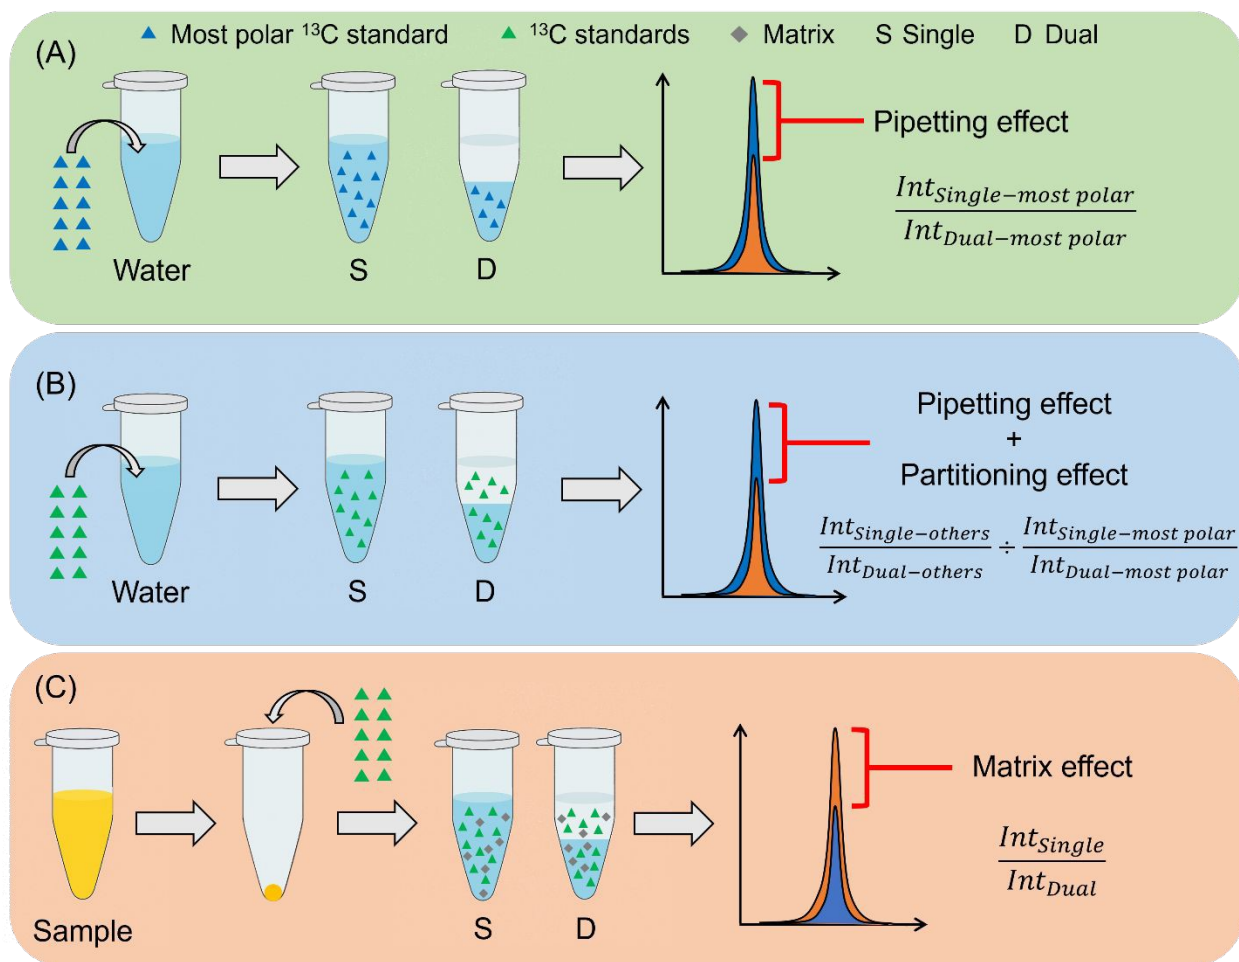 (A)
Most polar ¹³C standard ¹³C standards Matrix S Single D Dual
Pipetting effect
Int_Single−most polar
Int_Dual−most polar
Water S D
(B)
Pipetting effect
+
Partitioning effect
Int_Single−others ÷ Int_Single−most polar
Int_Dual−others Int_Dual−most polar
Water S D
(C)
Matrix effect
Int_Single
Int_Dual
Sample S D